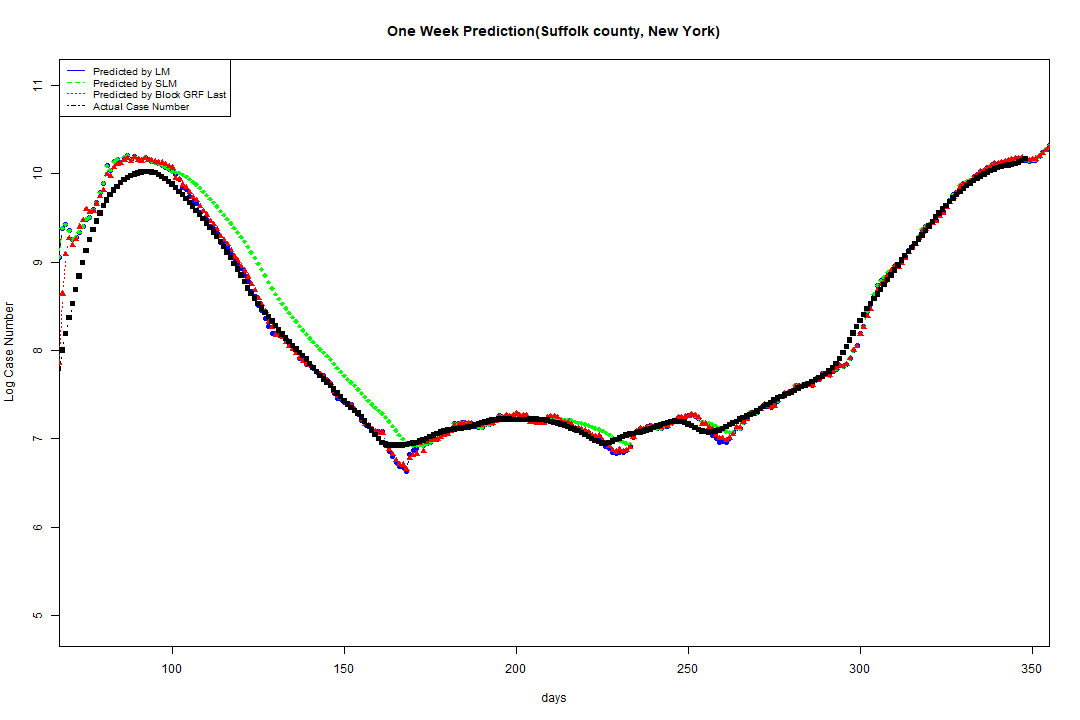 One Week Prediction(Suffolk county, New York)
Predicted by LM
Predicted by SLM
Predicted by Block GRF Last
Actual Case Number
11
10
9
8
7
6
5
Log Case Number
100 150 200 250 300 350
days